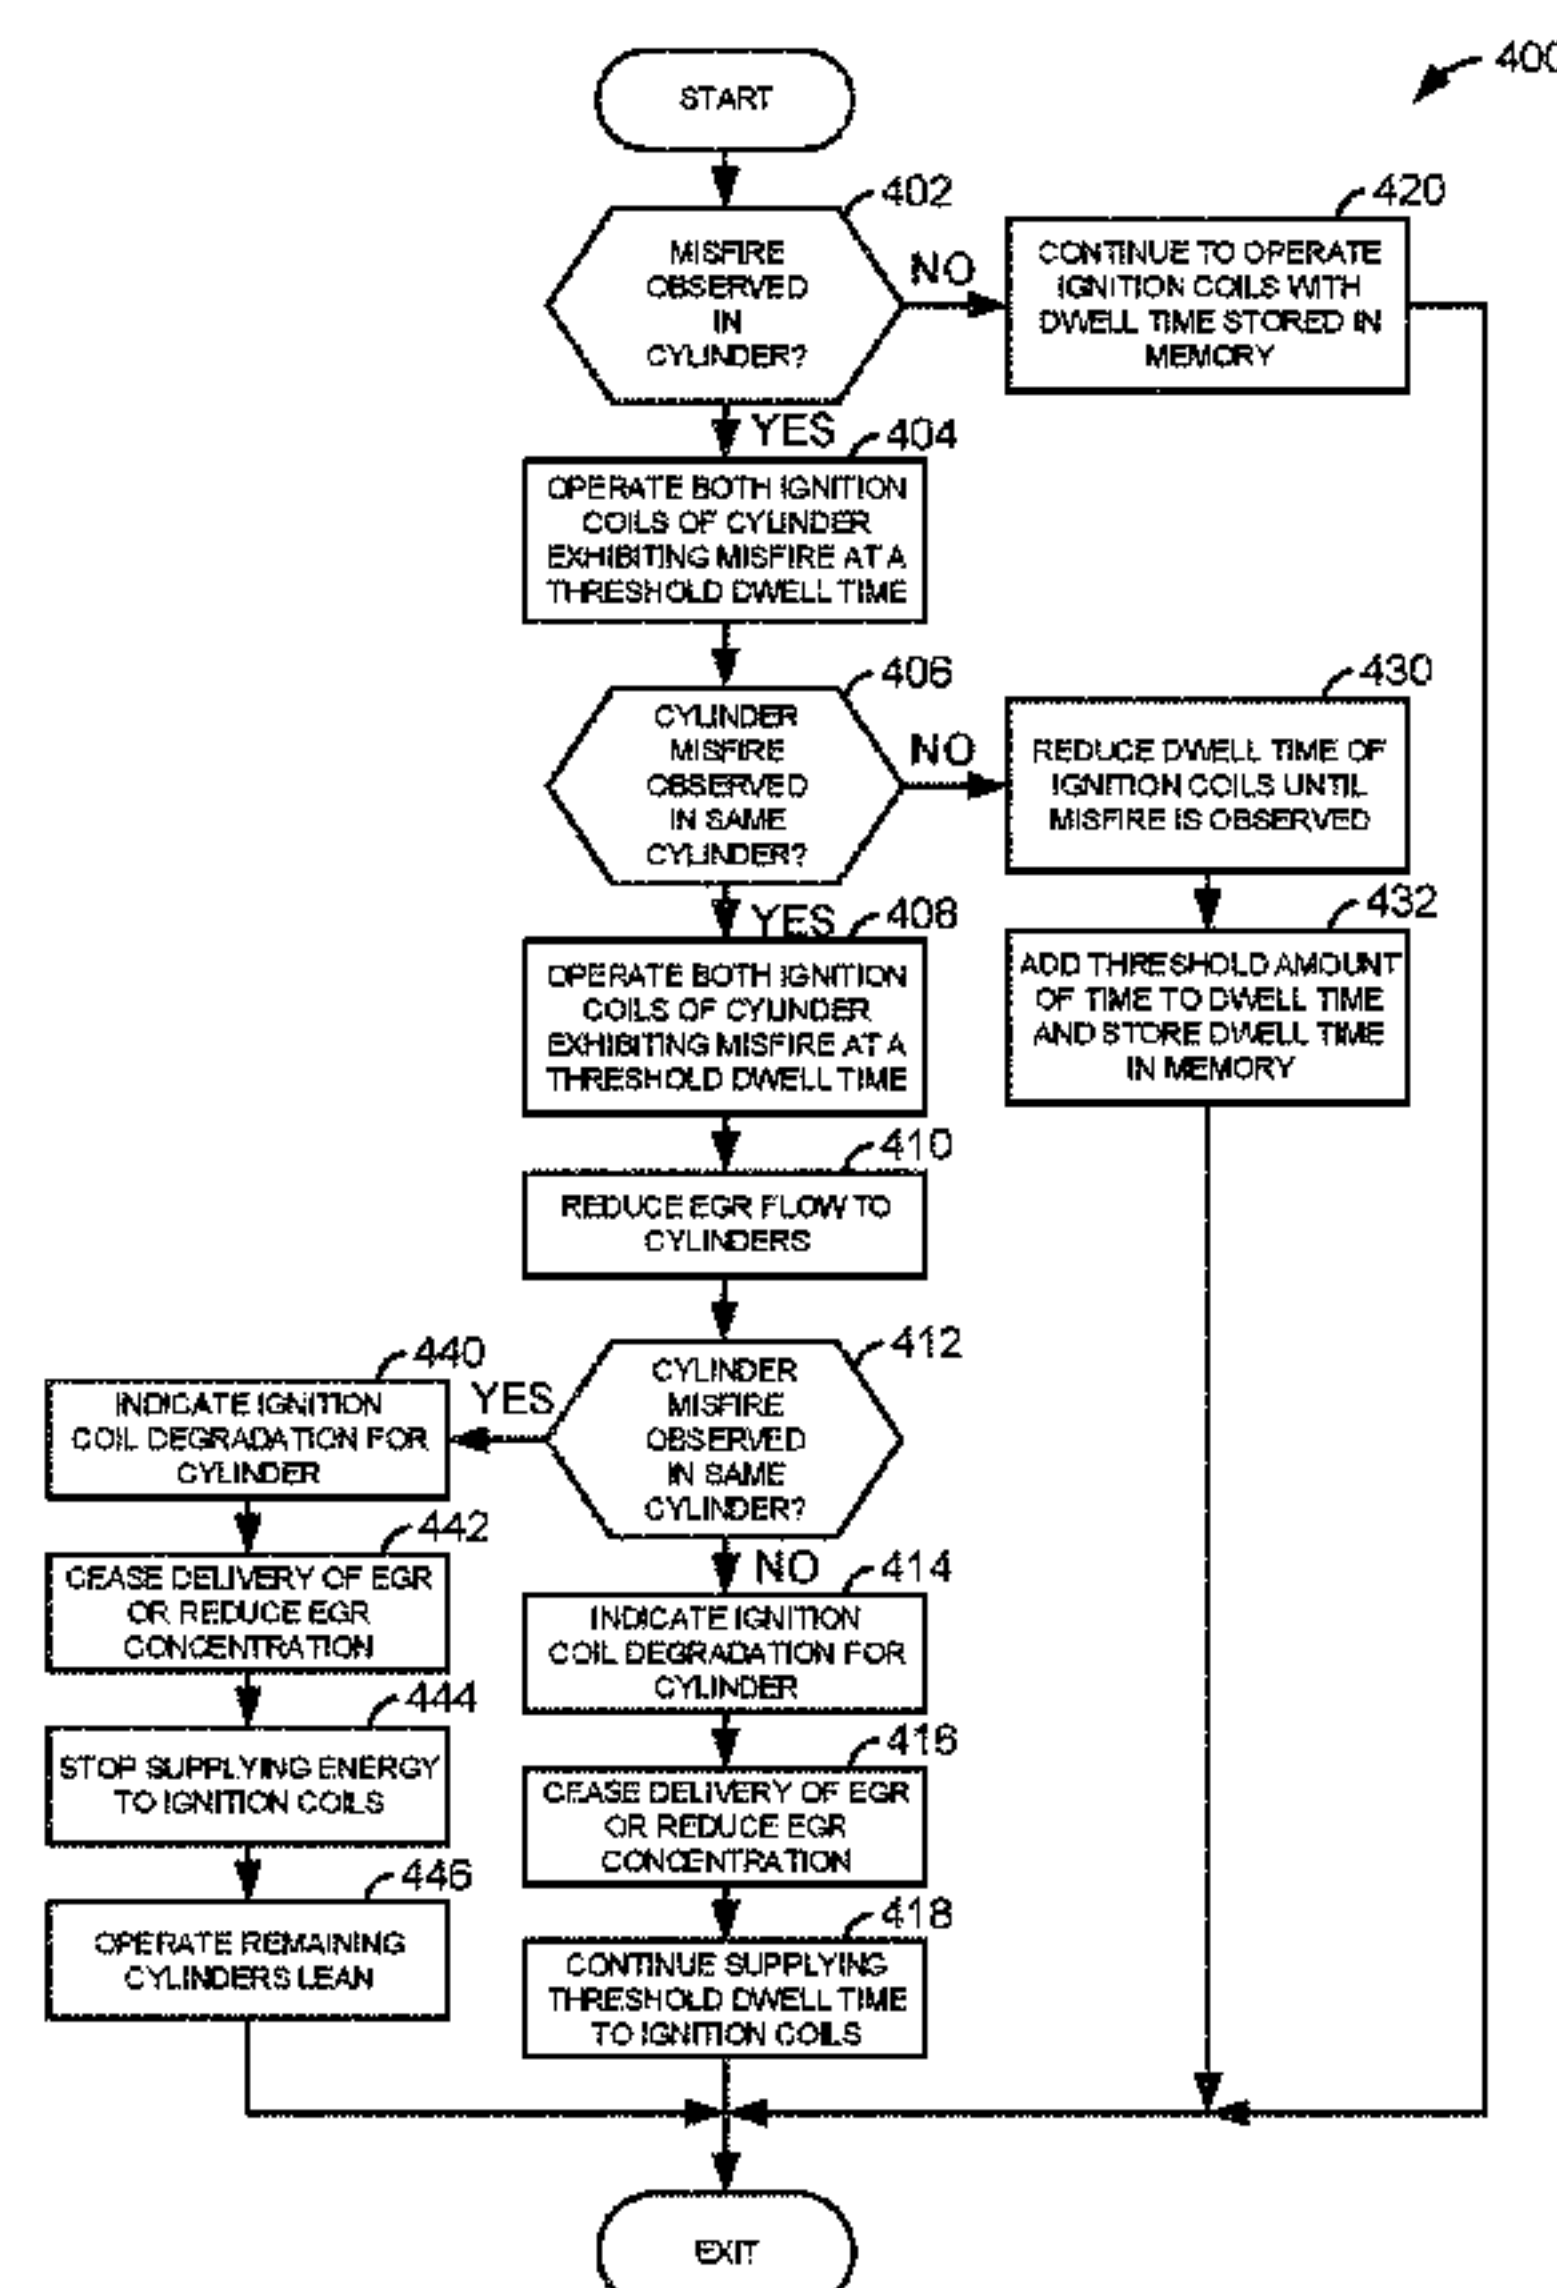 400
START
402
MISFIRE
OBSERVED
IN
CYLINDER?
NO
420
CONTINUE TO OPERATE
IGNITION COILS WITH
DWELL TIME STORED IN
MEMORY
YES
404
OPERATE BOTH IGNITION
COILS OF CYLINDER
EXHIBITING MISFIRE AT A
THRESHOLD DWELL TIME
406
CYLINDER
MISFIRE
OBSERVED
IN SAME
CYLINDER?
NO
430
REDUCE DWELL TIME OF
IGNITION COILS UNTIL
MISFIRE IS OBSERVED
432
ADD THRESHOLD AMOUNT
OF TIME TO DWELL TIME
AND STORE DWELL TIME
IN MEMORY
YES
408
OPERATE BOTH IGNITION
COILS OF CYLINDER
EXHIBITING MISFIRE AT A
THRESHOLD DWELL TIME
410
REDUCE EGR FLOW TO
CYLINDERS
412
CYLINDER
MISFIRE
OBSERVED
IN SAME
CYLINDER?
YES
440
INDICATE IGNITION
COIL DEGRADATION FOR
CYLINDER
442
CEASE DELIVERY OF EGR
OR REDUCE EGR
CONCENTRATION
444
STOP SUPPLYING ENERGY
TO IGNITION COILS
446
OPERATE REMAINING
CYLINDERS LEAN
NO
414
INDICATE IGNITION
COIL DEGRADATION FOR
CYLINDER
416
CEASE DELIVERY OF EGR
OR REDUCE EGR
CONCENTRATION
418
CONTINUE SUPPLYING
THRESHOLD DWELL TIME
TO IGNITION COILS
EXIT